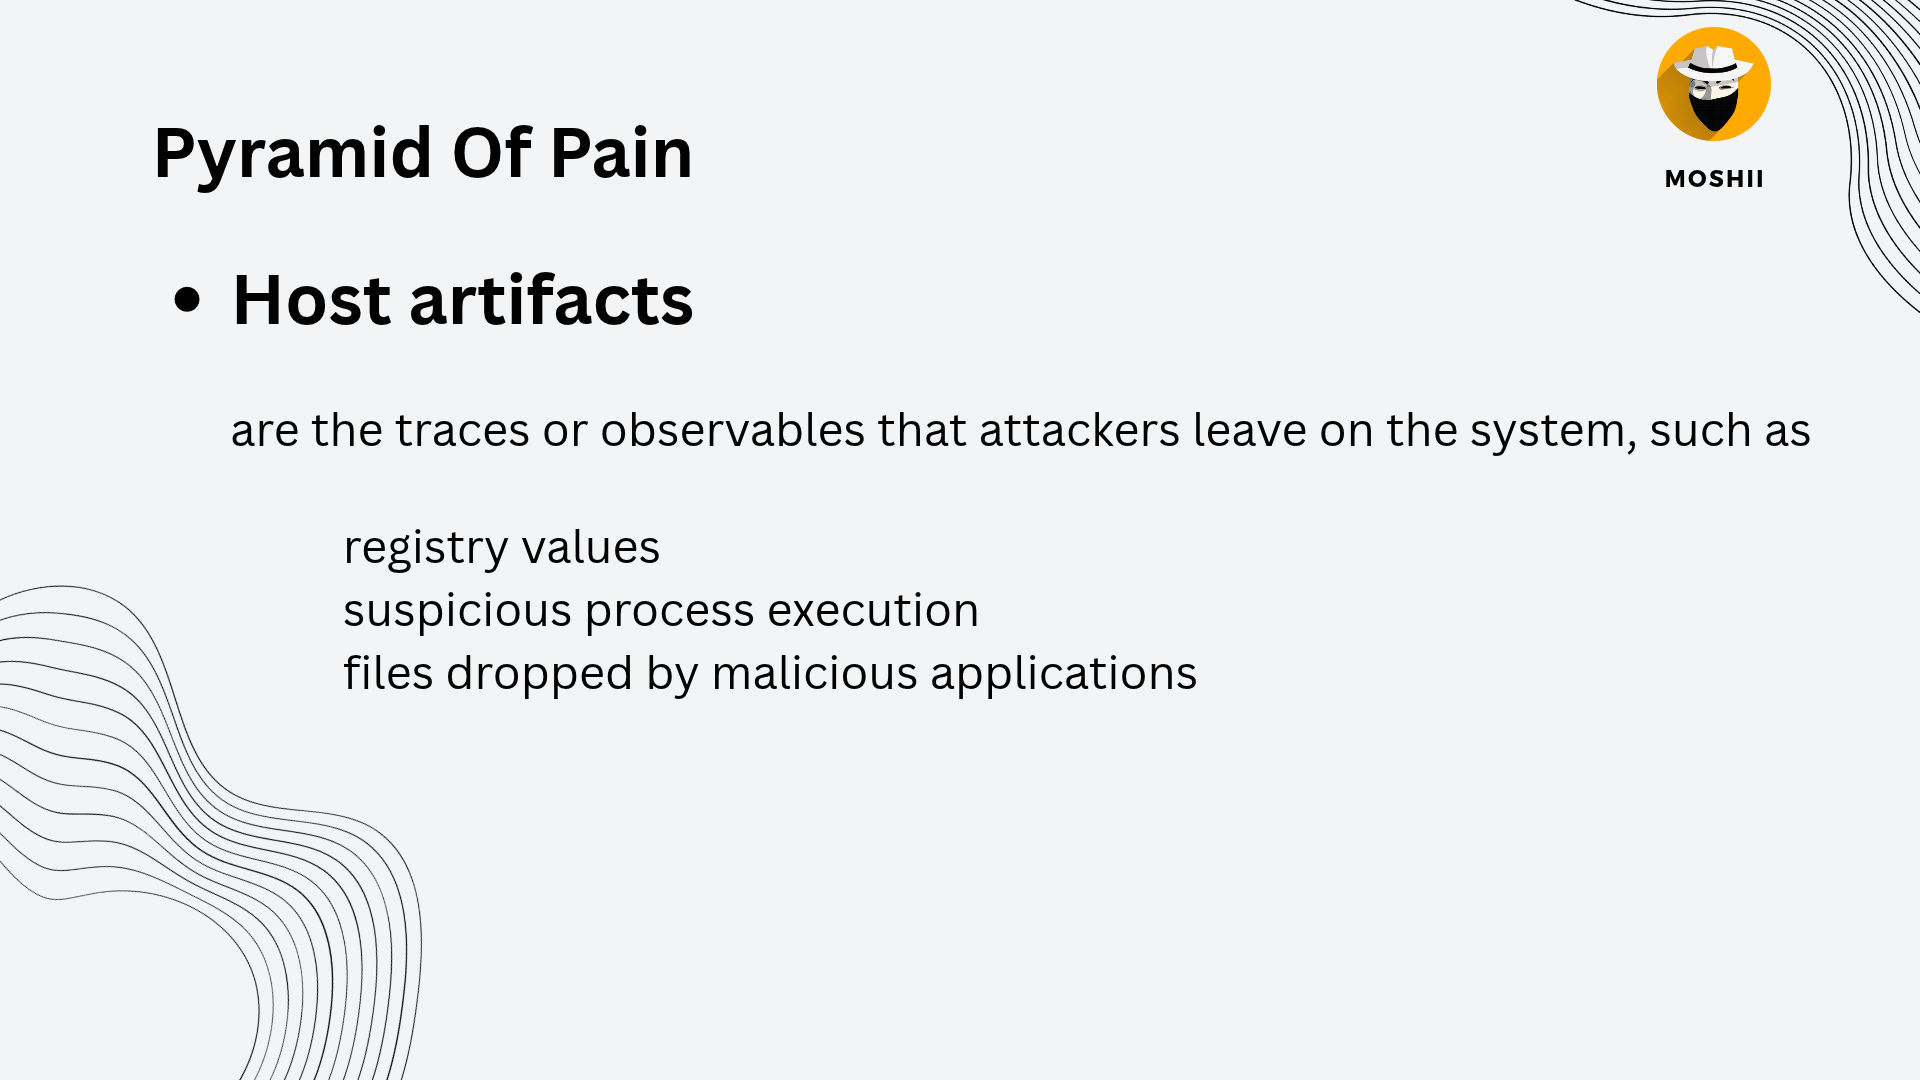 MOSHII
Pyramid Of Pain
• Host artifacts
are the traces or observables that attackers leave on the system, such as
registry values
suspicious process execution
files dropped by malicious applications